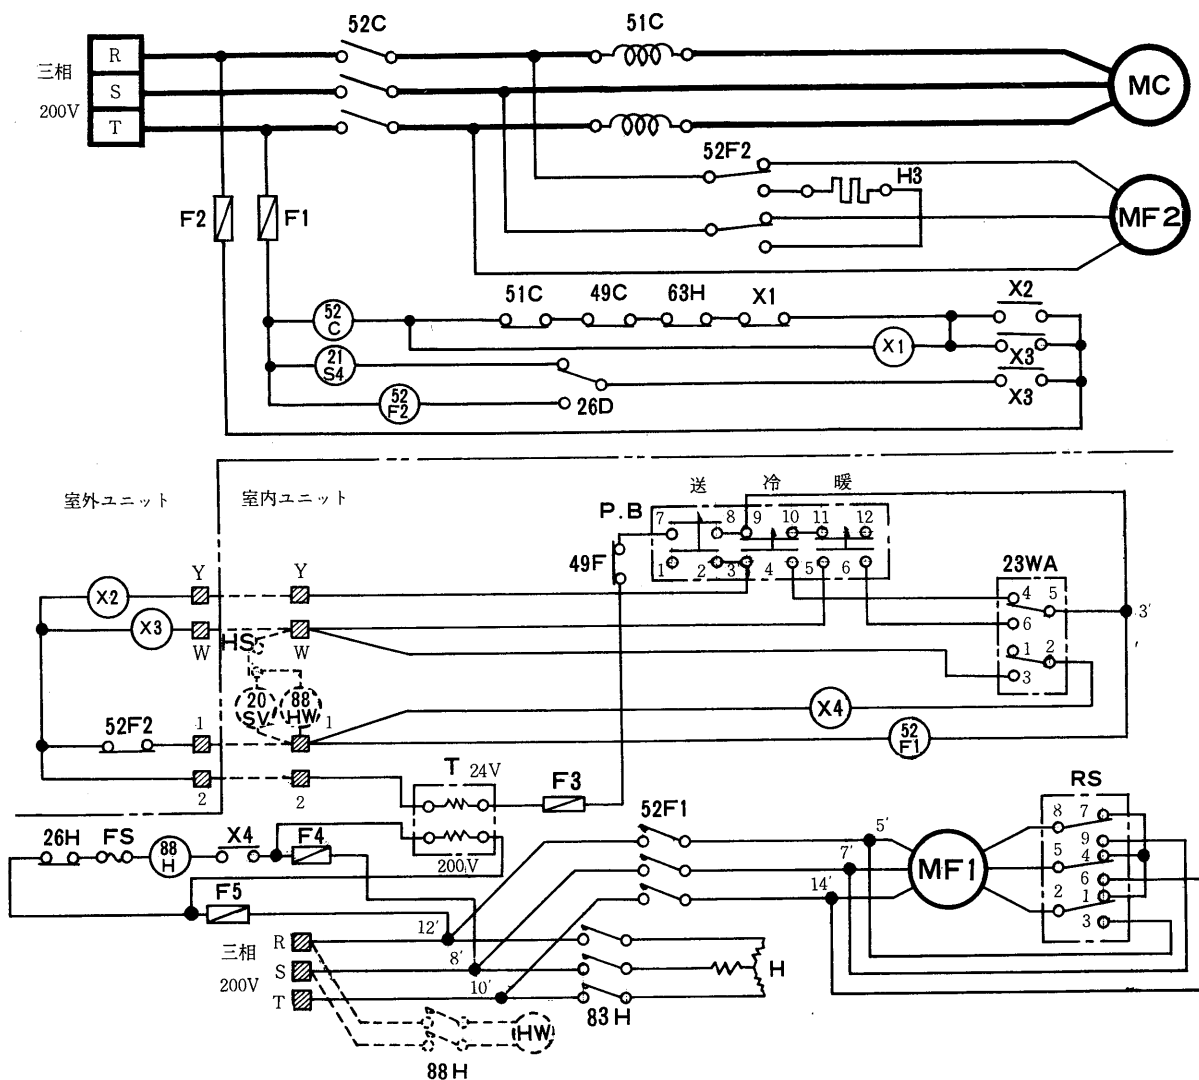 52C 51C
R
三相 S MC
200V T
52F2 H3
F2 F1 MF2
51C 49C 63H X1 X2
52
C
X1 X3
21
S4
52
F2
26D X3
室外ユニット 室内ユニット
送 冷 暖
P.B 7 8 9 10 11 12
49F 1 2 3' 4 5 6
23WA
4 5
6
1 2
3
3'
Y Y
X2
X3
W HS W
20
SV
88
HW
1 1
X4
52F2
52
F1
2 2
T 24V F3
200V
26H FS 88
H
X4 F4
F5
52F1
5'
7'
14'
MF1
RS
8 7
9
5 4
6
2 1
3
12'
8'
10'
R
三相 S
200V T
H
83H
HW
88H